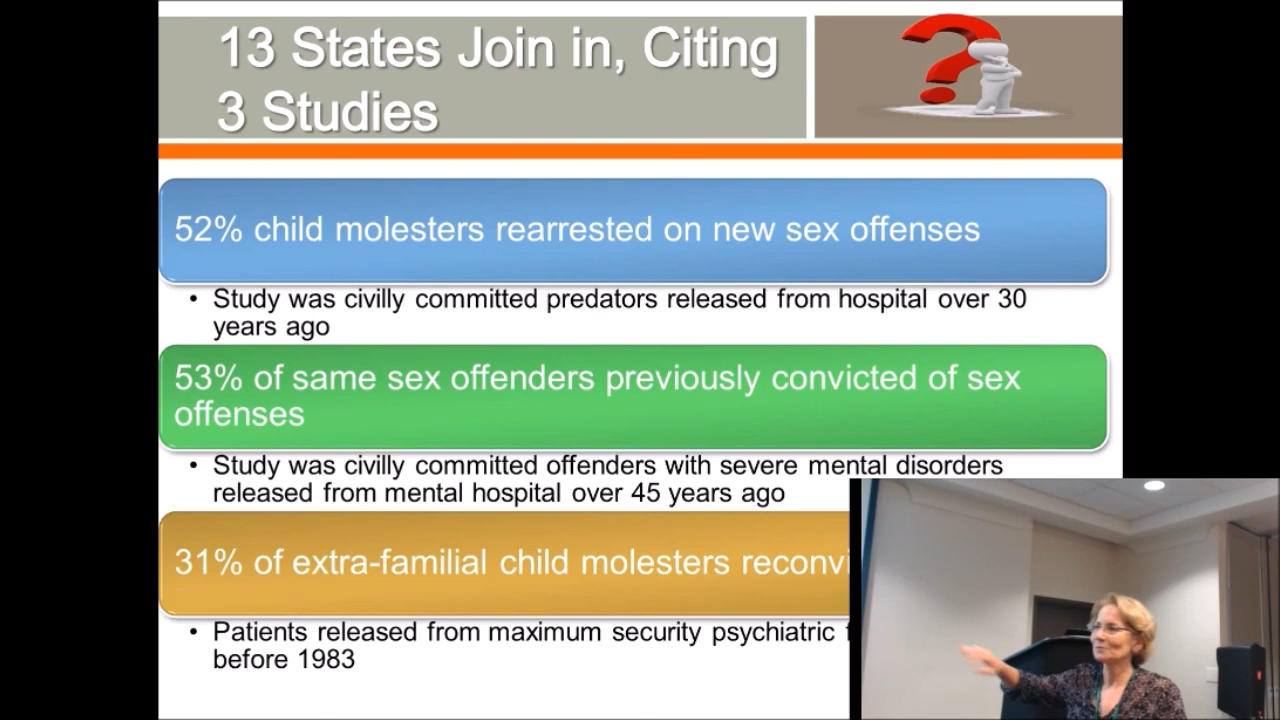 13 States Join in, Citing
3 Studies
52% child molesters rearrested on new sex offenses
• Study was civilly committed predators released from hospital over 30
years ago
53% of same sex offenders previously convicted of sex
offenses
• Study was civilly committed offenders with severe mental disorders
released from mental hospital over 45 years ago
31% of extra-familial child molesters
• Patients released from maximum security psychiatric
before 1983